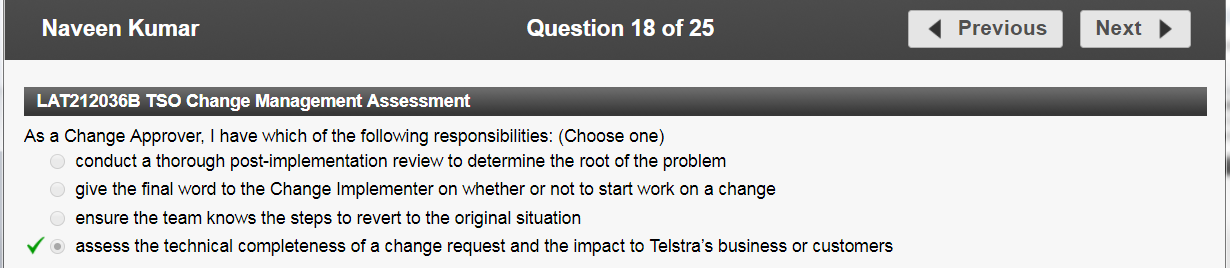 Naveen Kumar
Question 18 of 25
Previous
Next
LAT212036B TSO Change Management Assessment
As a Change Approver, I have which of the following responsibilities: (Choose one)
conduct a thorough post-implementation review to determine the root of the problem
give the final word to the Change Implementer on whether or not to start work on a change
ensure the team knows the steps to revert to the original situation
assess the technical completeness of a change request and the impact to Telstra's business or customers